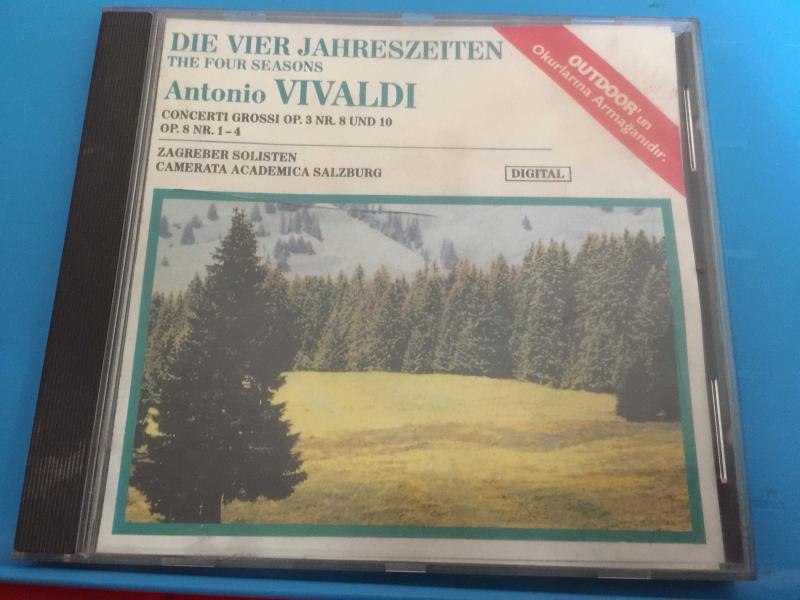 DIE VIER JAHRESZEITEN
THE FOUR SEASONS
Antonio VIVALDI
CONCERTI GROSSI OP. 3 NR. 8 UND 10
OP. 8 NR. 1–4
ZAGREBER SOLISTEN
CAMERATA ACADEMICA SALZBURG
DIGITAL
OUTDOOR'un
Okurlarına Armağanıdır.